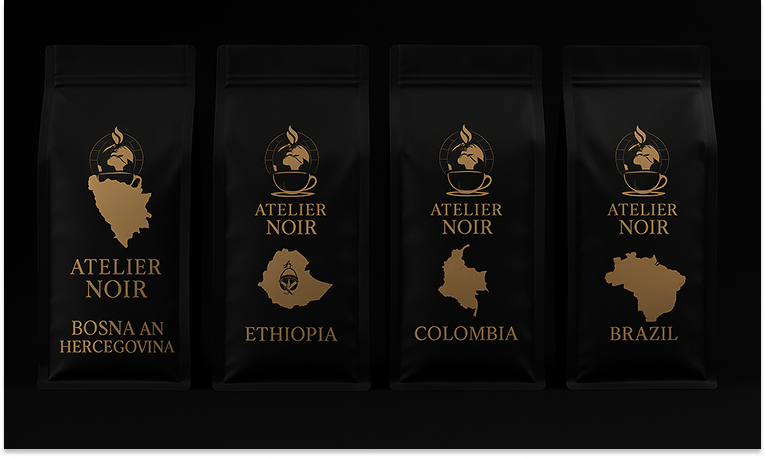 ATELIER
NOIR
BOSNA AN
HERCEGOVINA
ATELIER
NOIR
ETHIOPIA
ATELIER
NOIR
COLOMBIA
ATELIER
NOIR
BRAZIL